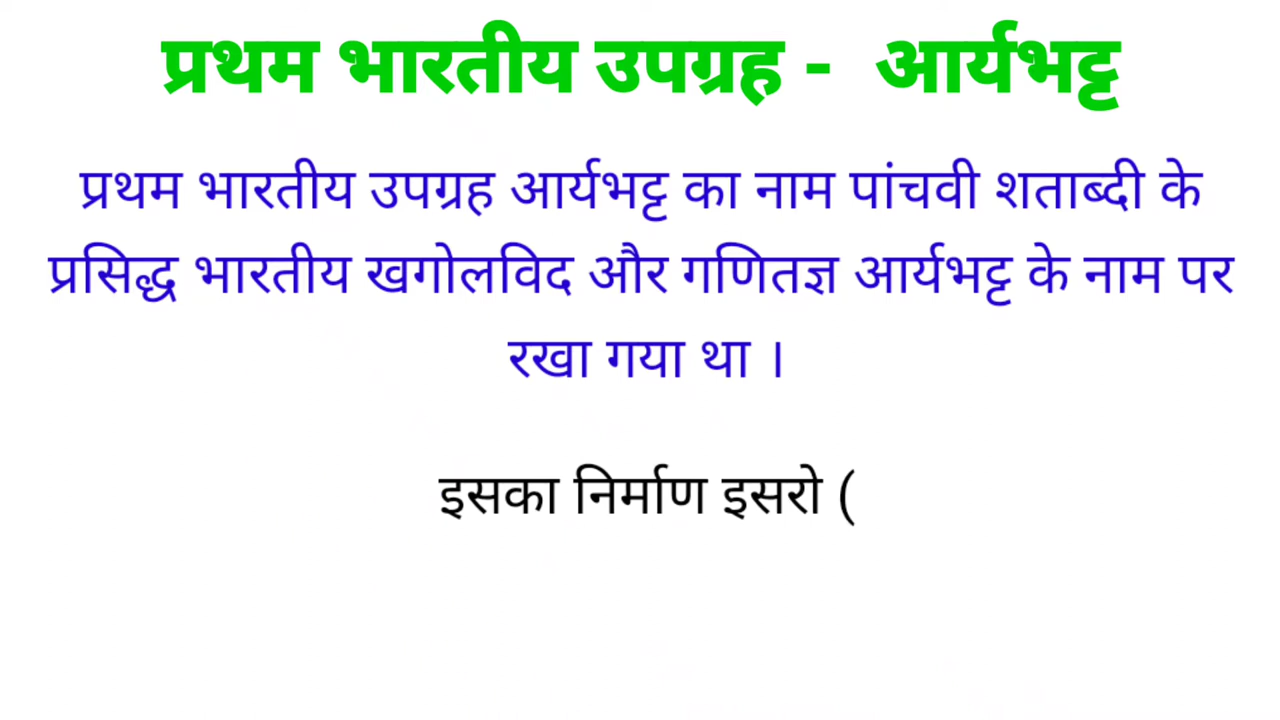 प्रथम भारतीय उपग्रह - आर्यभट्ट
प्रथम भारतीय उपग्रह आर्यभट्ट का नाम पांचवी शताब्दी के
प्रसिद्ध भारतीय खगोलविद और गणितज्ञ आर्यभट्ट के नाम पर
रखा गया था ।
इसका निर्माण इसरो (